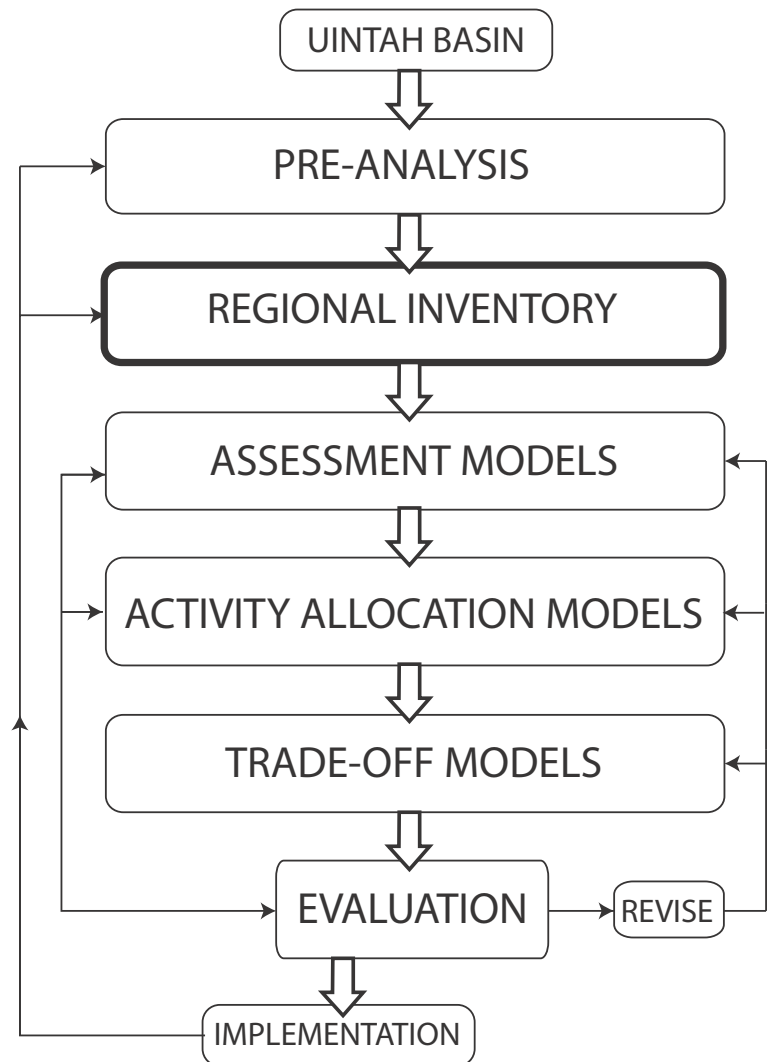 UINTAH BASIN
PRE-ANALYSIS
REGIONAL INVENTORY
ASSESSMENT MODELS
ACTIVITY ALLOCATION MODELS
TRADE-OFF MODELS
EVALUATION
REVISE
IMPLEMENTATION